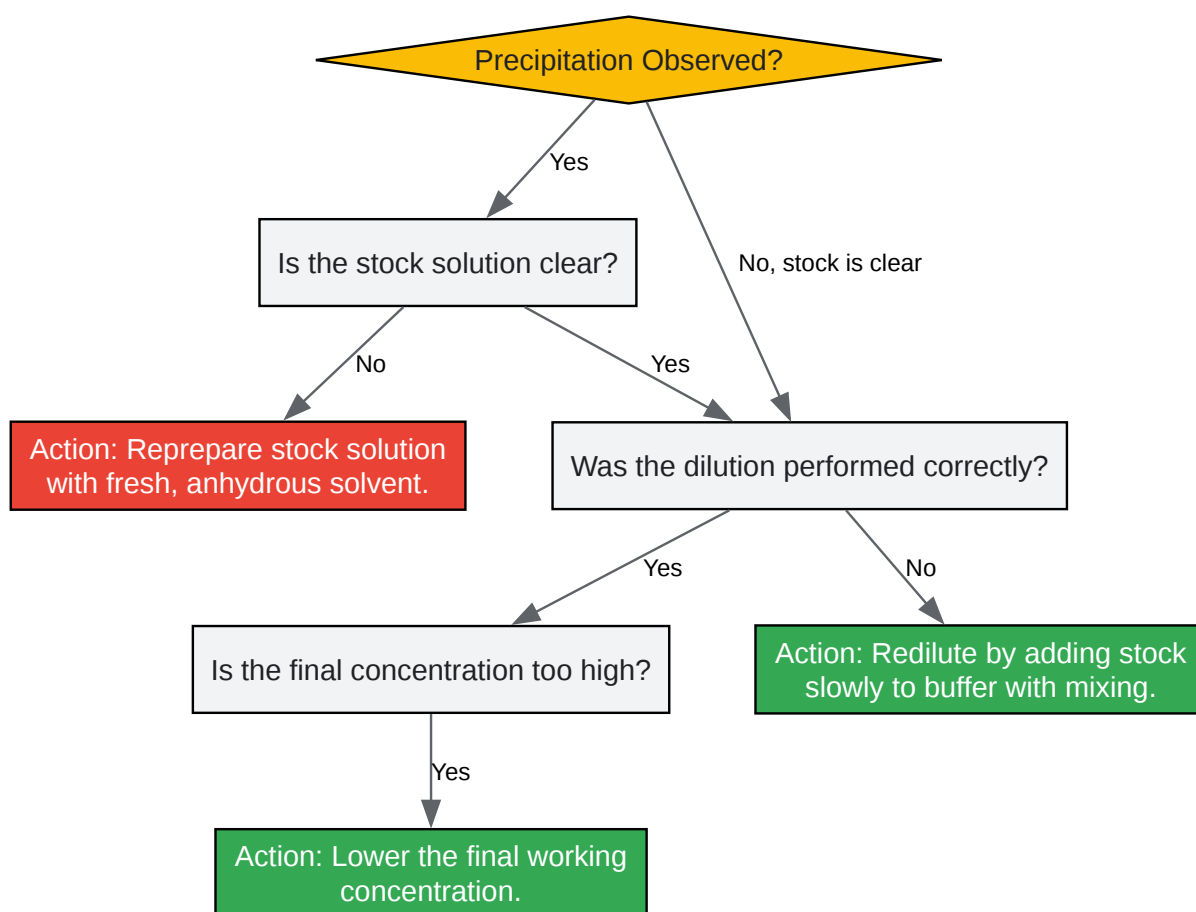 Precipitation Observed?
Yes
Is the stock solution clear?
No, stock is clear
No
Yes
Action: Reprepare stock solution
with fresh, anhydrous solvent.
Was the dilution performed correctly?
Yes
No
Is the final concentration too high?
Action: Redilute by adding stock
slowly to buffer with mixing.
Yes
Action: Lower the final working
concentration.